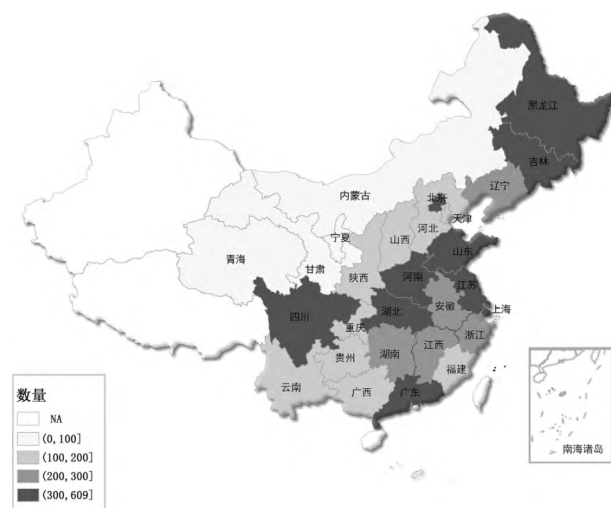 黑龙江
吉林
辽宁
内蒙古
北京
天津
河北
山西
宁夏
青海
甘肃
陕西
山东
河南
江苏
安徽
上海
四川
湖北
重庆
浙江
湖南
江西
贵州
福建
云南
广西
广东
南海诸岛
数量
NA
(0, 100]
(100, 200]
(200, 300]
(300, 609]